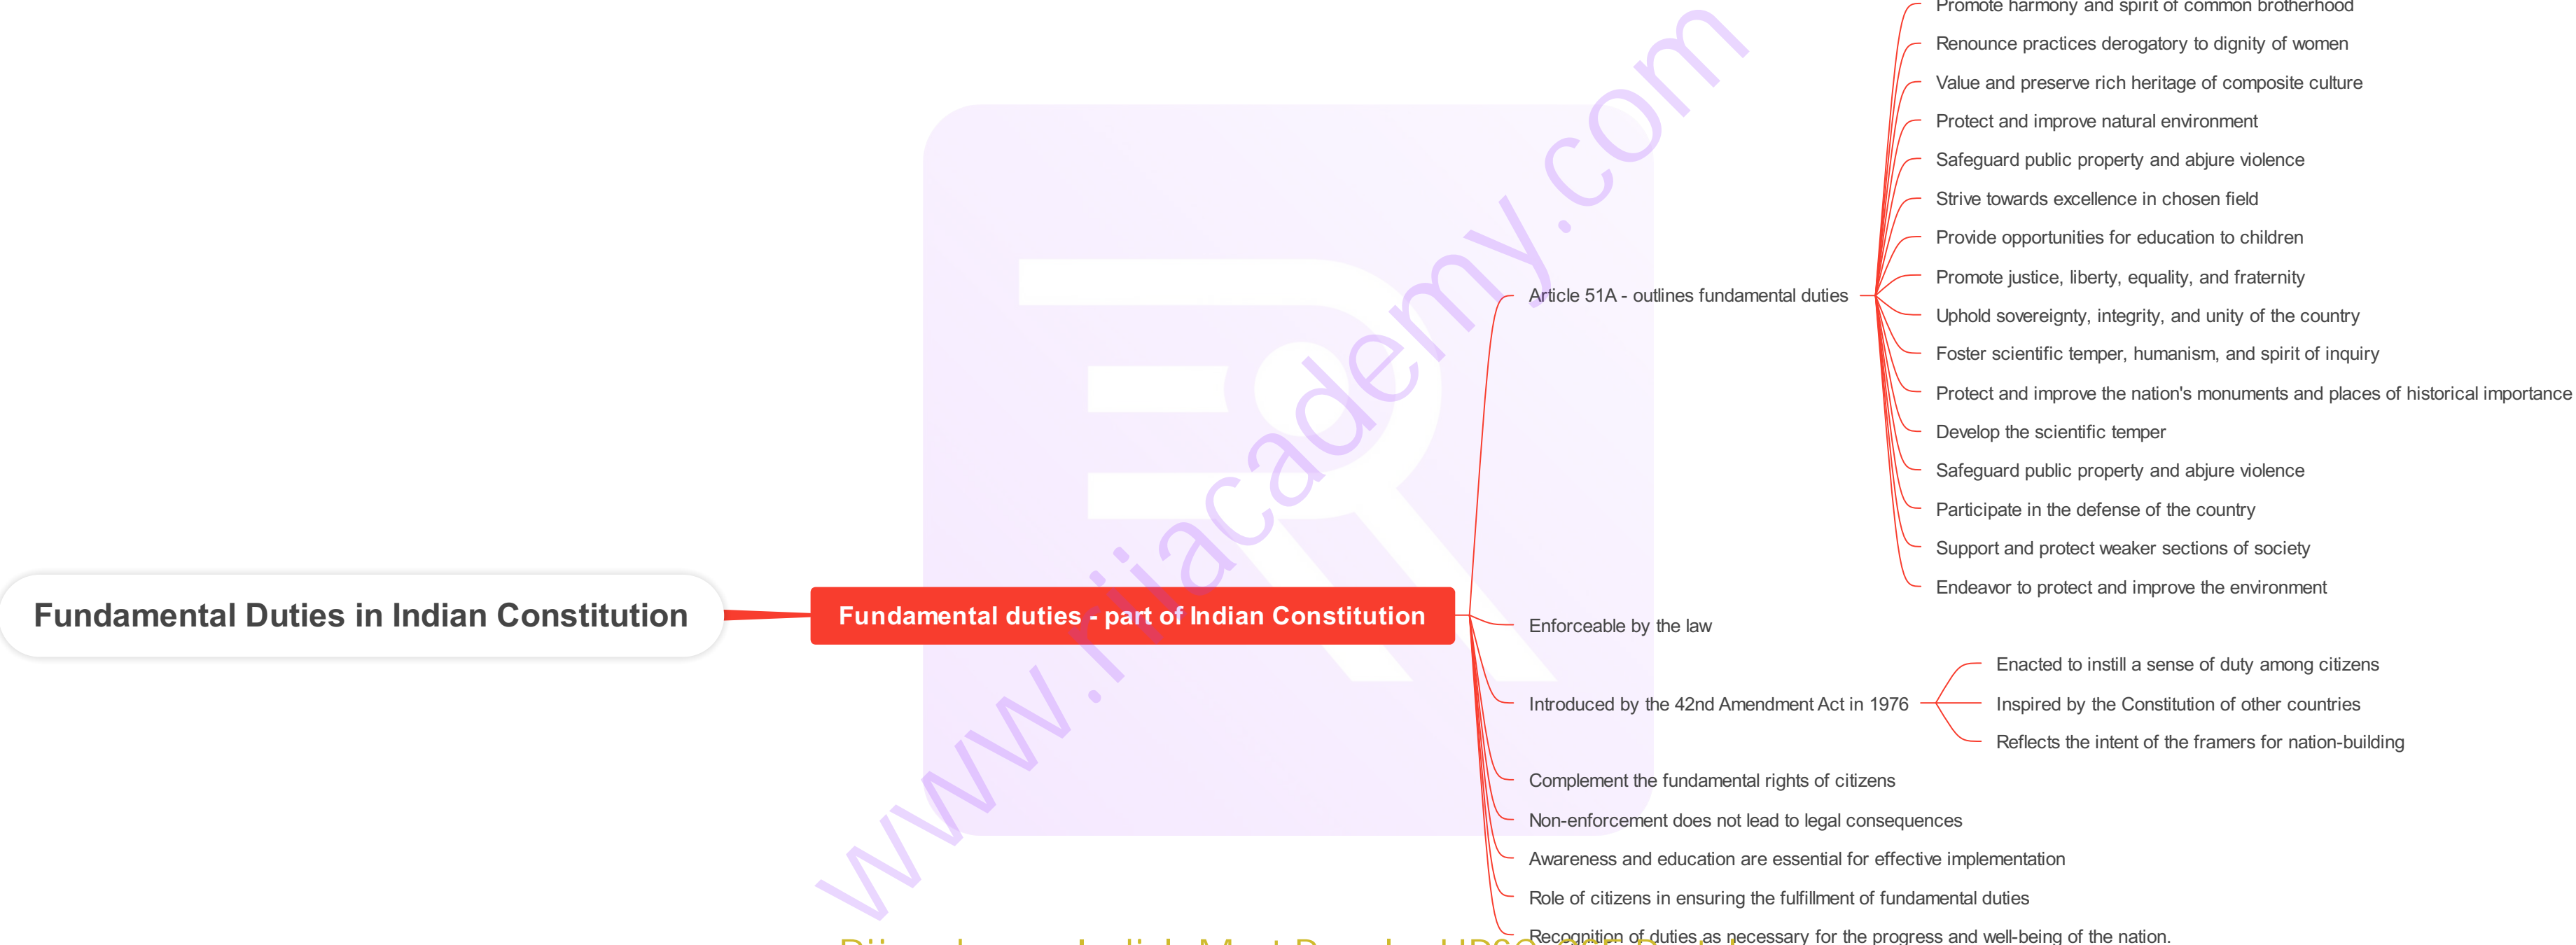 Promote harmony and spirit of common brotherhood
Renounce practices derogatory to dignity of women
Value and preserve rich heritage of composite culture
Protect and improve natural environment
Safeguard public property and abjure violence
Strive towards excellence in chosen field
Provide opportunities for education to children
Promote justice, liberty, equality, and fraternity
Article 51A - outlines fundamental duties
Uphold sovereignty, integrity, and unity of the country
Foster scientific temper, humanism, and spirit of inquiry
Protect and improve the nation's monuments and places of historical importance
Develop the scientific temper
Safeguard public property and abjure violence
Participate in the defense of the country
Support and protect weaker sections of society
Endeavor to protect and improve the environment
Fundamental Duties in Indian Constitution
Fundamental duties - part of Indian Constitution
Enforceable by the law
Enacted to instill a sense of duty among citizens
Introduced by the 42nd Amendment Act in 1976
Inspired by the Constitution of other countries
Reflects the intent of the framers for nation-building
Complement the fundamental rights of citizens
Non-enforcement does not lead to legal consequences
Awareness and education are essential for effective implementation
Role of citizens in ensuring the fulfillment of fundamental duties
Recognition of duties as necessary for the progress and well-being of the nation.
www.rijacademy.com